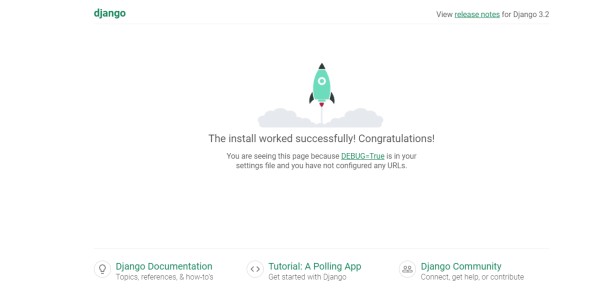 django
View release notes for Django 3.2
The install worked successfully! Congratulations!
You are seeing this page because DEBUG=True is in your
settings file and you have not configured any URLs.
Django Documentation
Topics, references, & how-to's
Tutorial: A Polling App
Get started with Django
Django Community
Connect, get help, or contribute